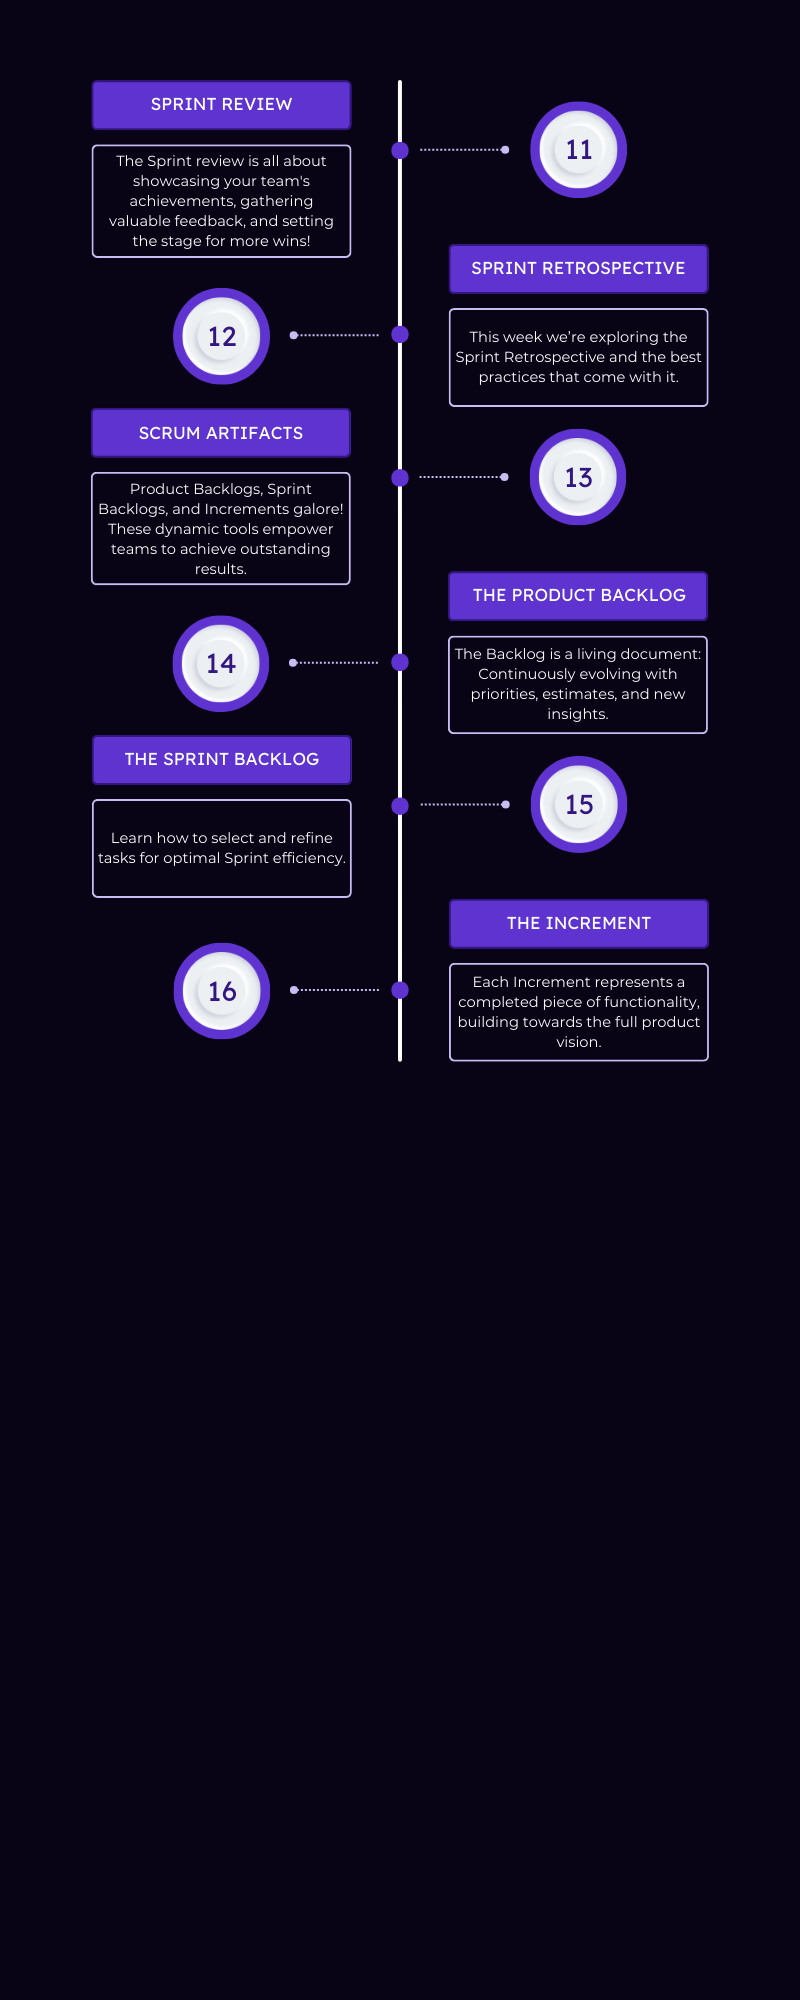 SPRINT REVIEW
11
The Sprint review is all about
showcasing your team's
achievements, gathering
valuable feedback, and setting
the stage for more wins!
SPRINT RETROSPECTIVE
12
This week we’re exploring the
Sprint Retrospective and the best
practices that come with it.
SCRUM ARTIFACTS
13
Product Backlogs, Sprint
Backlogs, and Increments galore!
These dynamic tools empower
teams to achieve outstanding
results.
THE PRODUCT BACKLOG
14
The Backlog is a living document:
Continuously evolving with
priorities, estimates, and new
insights.
THE SPRINT BACKLOG
15
Learn how to select and refine
tasks for optimal Sprint efficiency.
THE INCREMENT
16
Each Increment represents a
completed piece of functionality,
building towards the full product
vision.